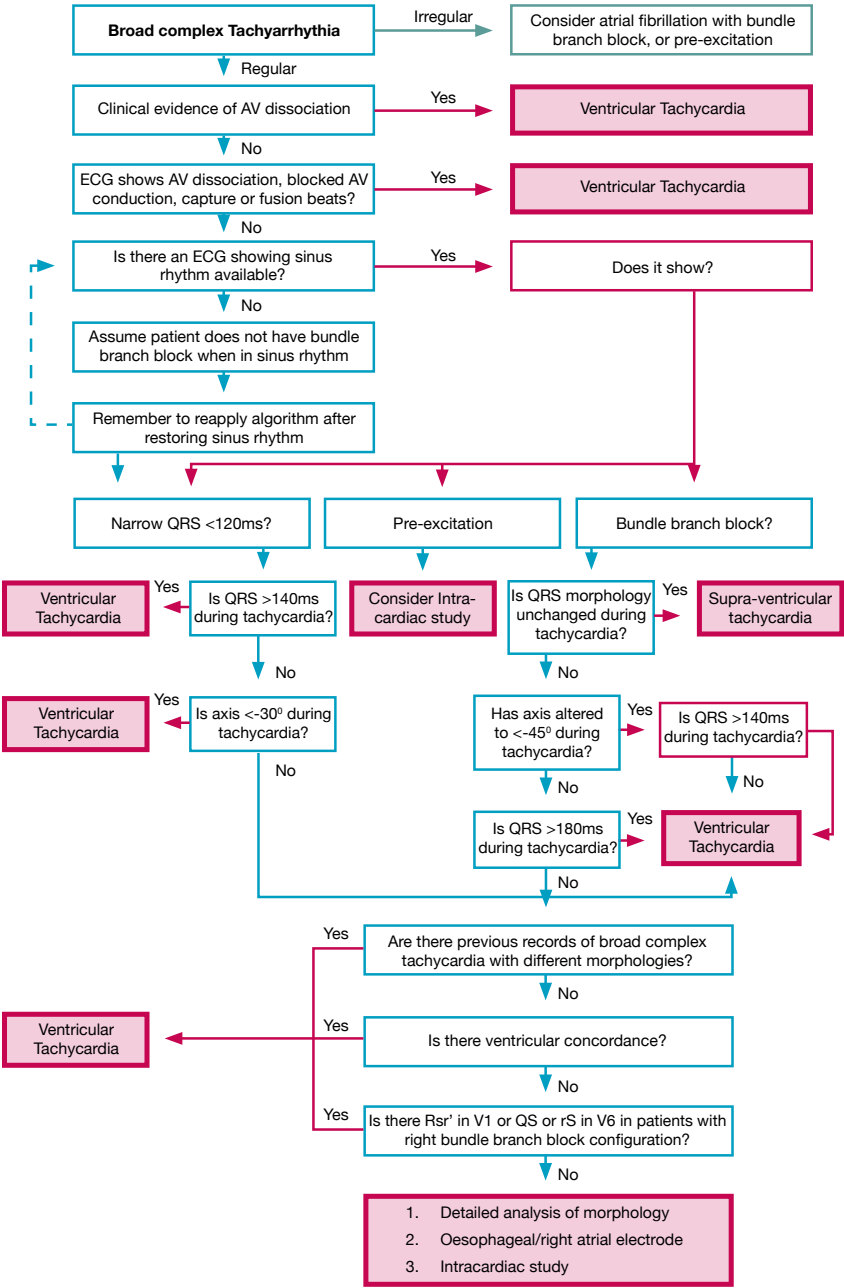 Broad complex Tachyarrhythia
Irregular
Consider atrial fibrillation with bundle
branch block, or pre-excitation
Regular
Clinical evidence of AV dissociation
Yes
Ventricular Tachycardia
No
ECG shows AV dissociation, blocked AV
conduction, capture or fusion beats?
Yes
Ventricular Tachycardia
No
Is there an ECG showing sinus
rhythm available?
Yes
Does it show?
No
Assume patient does not have bundle
branch block when in sinus rhythm
Remember to reapply algorithm after
restoring sinus rhythm
Narrow QRS <120ms?
Pre-excitation
Bundle branch block?
Ventricular
Tachycardia
Yes
Is QRS >140ms
during tachycardia?
Consider Intra-
cardiac study
Is QRS morphology
unchanged during
tachycardia?
Yes
Supra-ventricular
tachycardia
No
No
Ventricular
Tachycardia
Yes
Is axis <-30⁰ during
tachycardia?
Has axis altered
to <-45⁰ during
tachycardia?
Yes
Is QRS >140ms
during tachycardia?
No
No
No
Is QRS >180ms
during tachycardia?
Yes
Ventricular
Tachycardia
No
Yes
Are there previous records of broad complex
tachycardia with different morphologies?
No
Ventricular
Tachycardia
Yes
Is there ventricular concordance?
No
Yes
Is there Rsr’ in V1 or QS or rS in V6 in patients with
right bundle branch block configuration?
No
1. Detailed analysis of morphology
2. Oesophageal/right atrial electrode
3. Intracardiac study